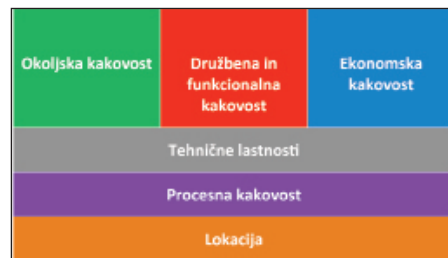 Okoljska kakovost
Družbena in
funkcionalna
kakovost
Ekonomska
kakovost
Tehnične lastnosti
Procesna kakovost
Lokacija